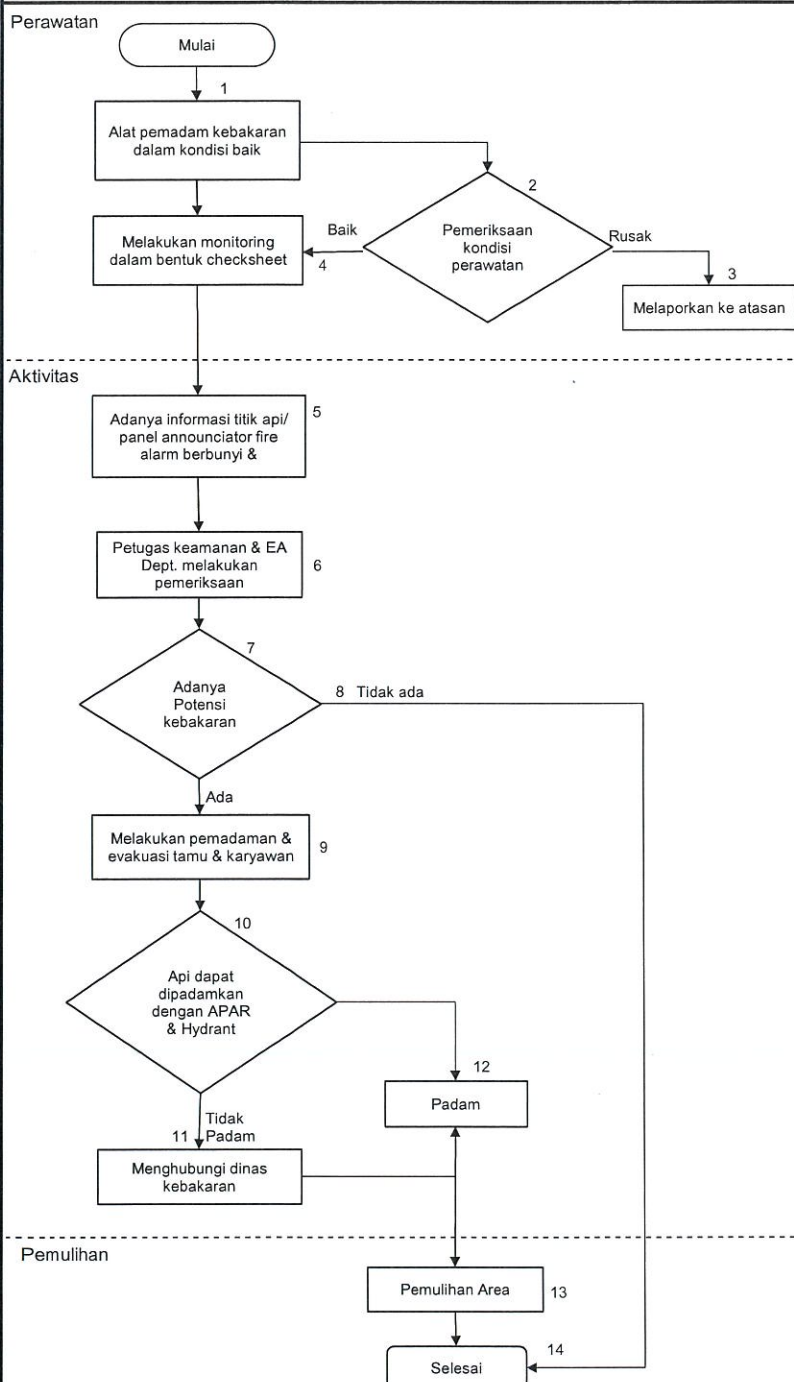 Perawatan
Mulai
1
Alat pemadam kebakaran
dalam kondisi baik
2
Pemeriksaan
kondisi
perawatan
Baik
Rusak
Melakukan monitoring
dalam bentuk checksheet
4
3
Melaporkan ke atasan
Aktivitas
Adanya informasi titik api/
panel announciator fire
alarm berbunyi &
5
Petugas keamanan & EA
Dept. melakukan
pemeriksaan
6
7
Adanya
Potensi
kebakaran
8 Tidak ada
Ada
Melakukan pemadaman &
evakuasi tamu & karyawan
9
10
Api dapat
dipadamkan
dengan APAR
& Hydrant
12
Padam
Tidak
Padam
11
Menghubungi dinas
kebakaran
Pemulihan
Pemulihan Area
13
14
Selesai